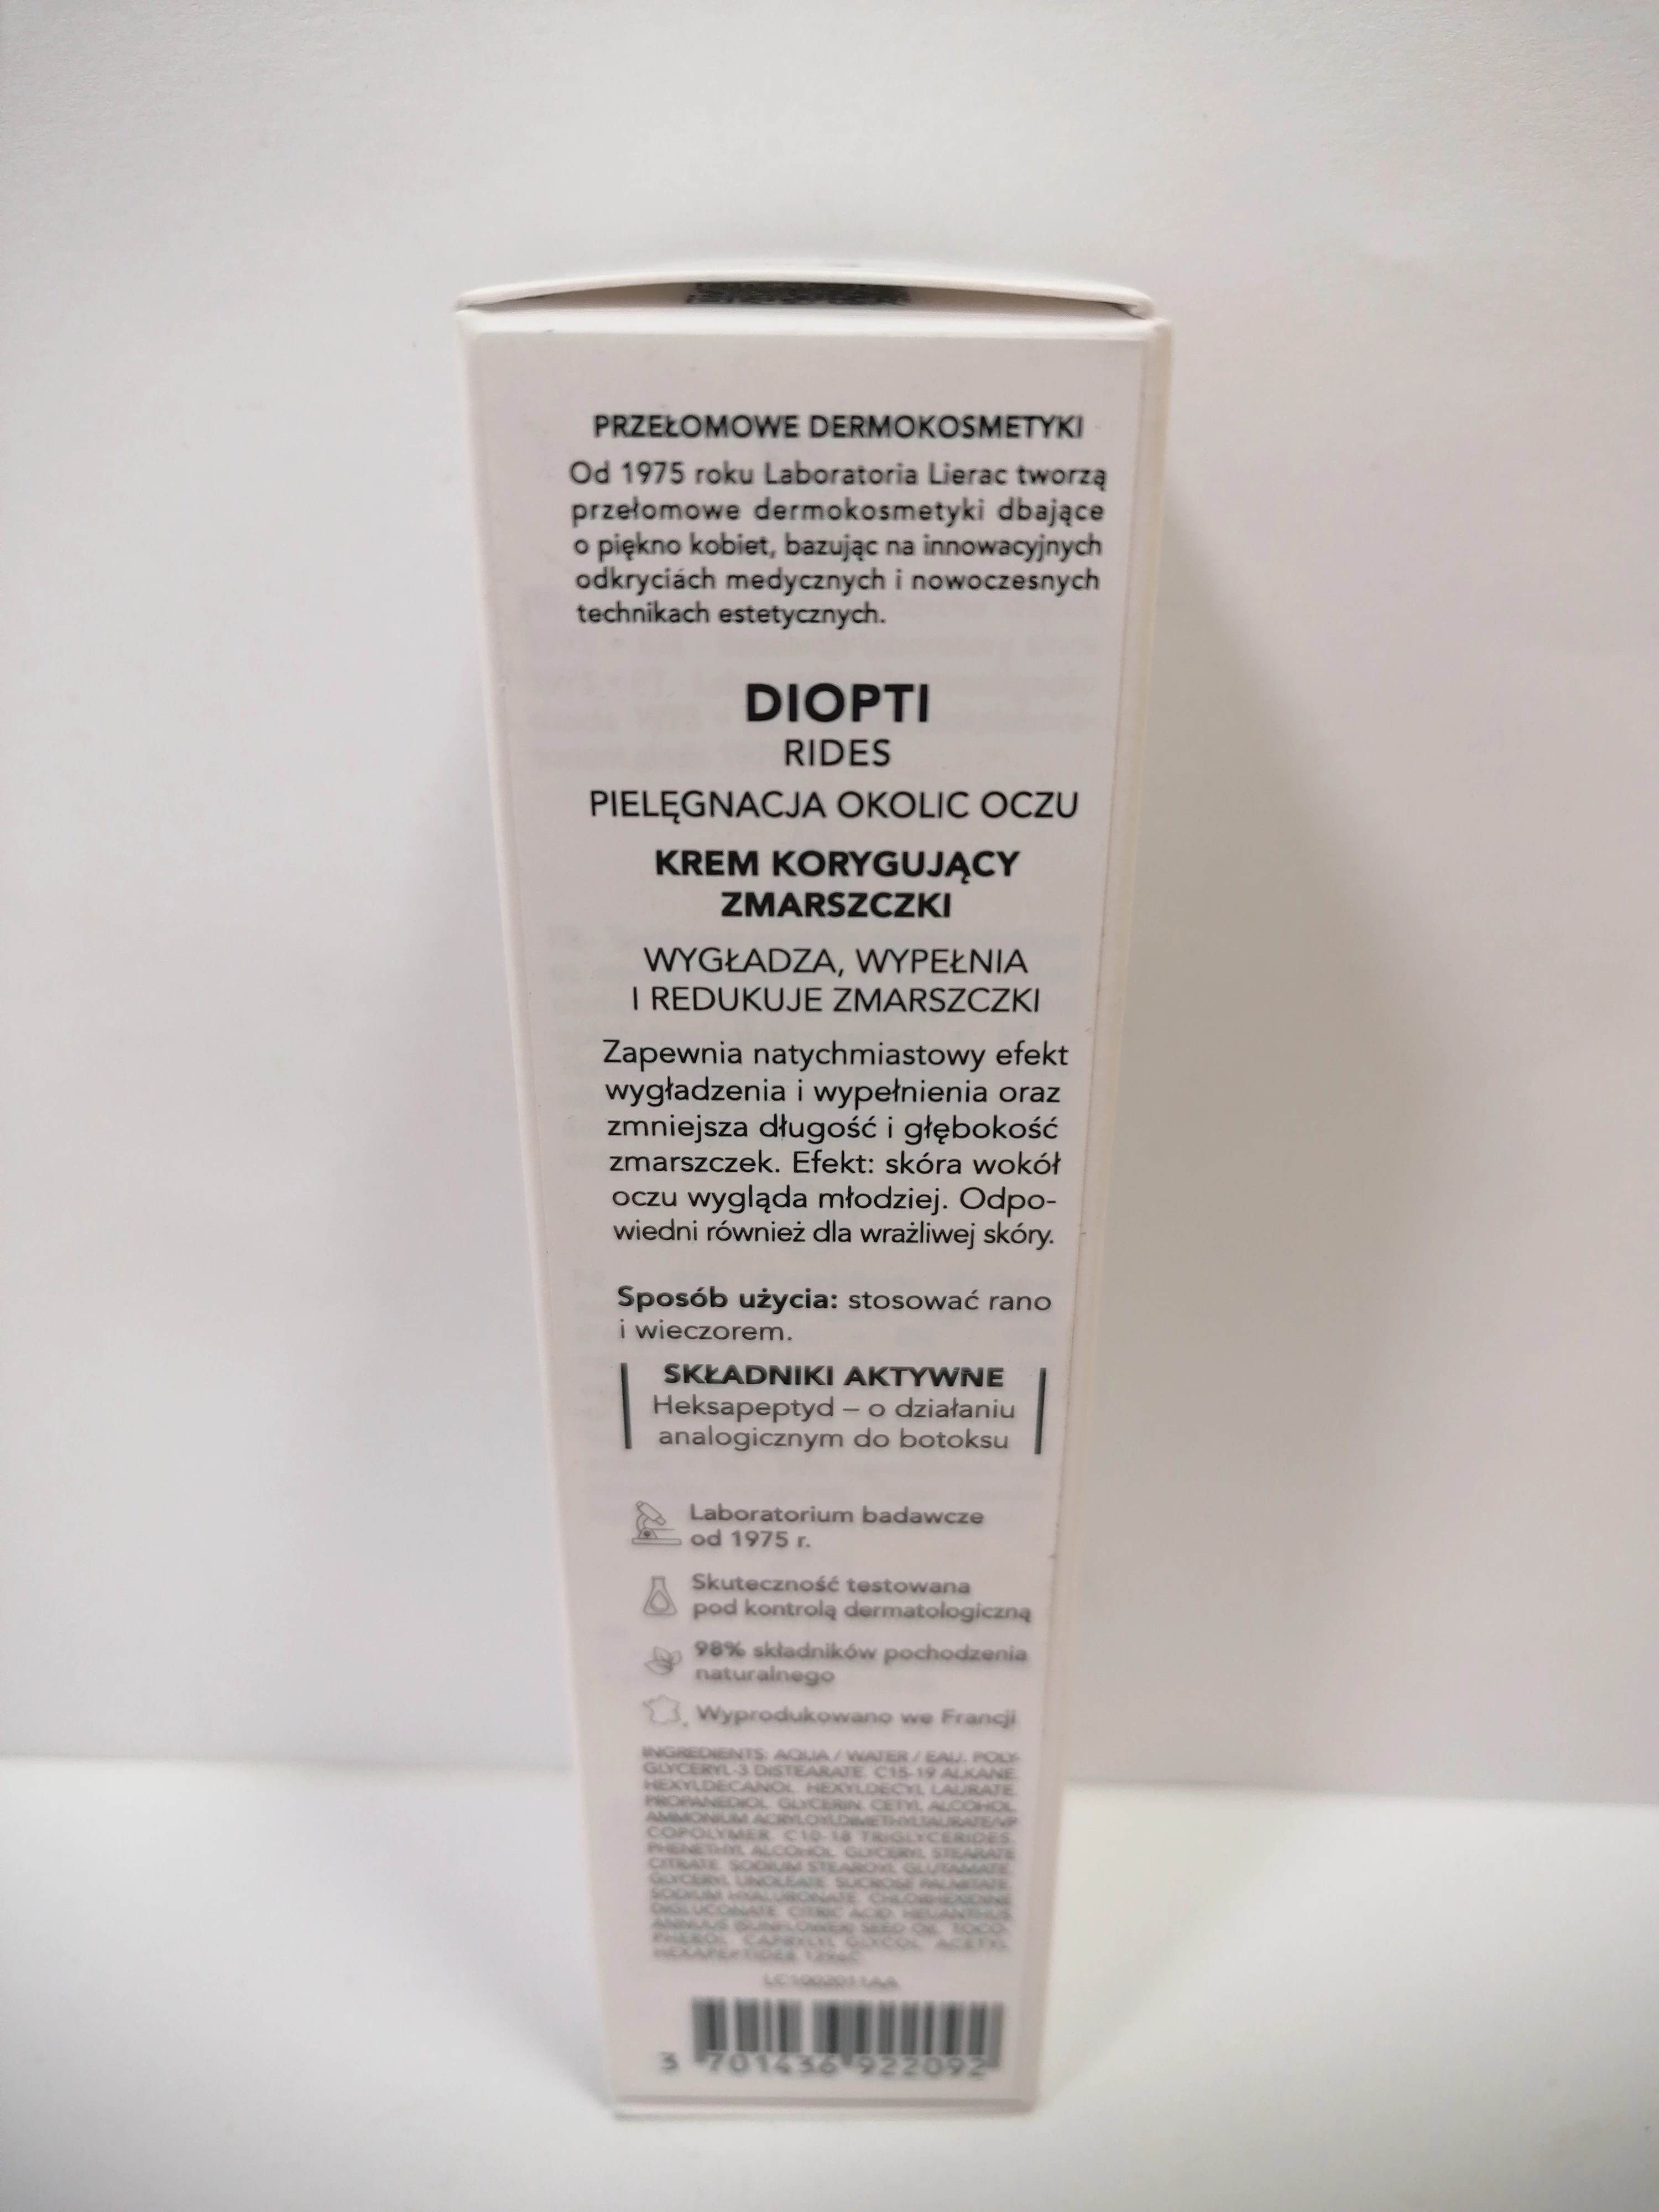 PRZEŁOMOWE DERMOKOSMETYKI
Od 1975 roku Laboratoria Lierac tworzą
przełomowe dermokosmetyki dbające
o piękno kobiet, bazując na innowacyjnych
odkryciach medycznych i nowoczesnych
technikach estetycznych.
DIOPTI
RIDES
PIELĘGNACJA OKOLIC OCZU
KREM KORYGUJĄCY
ZMARSZCZKI
WYGŁADZA, WYPEŁNIA
I REDUKUJE ZMARSZCZKI
Zapewnia natychmiastowy efekt
wygładzenia i wypełnienia oraz
zmniejsza długość i głębokość
zmarszczek. Efekt: skóra wokół
oczu wygląda młodziej. Odpo-
wiedni również dla wrażliwej skóry.
Sposób użycia: stosować rano
i wieczorem.
SKŁADNIKI AKTYWNE
Heksapeptyd – o działaniu
analogicznym do botoksu
Laboratorium badawcze
od 1975 r.
Skuteczność testowana
pod kontrolą dermatologiczną
98% składników pochodzenia
naturalnego
Wyprodukowano we Francji
INGREDIENTS: AQUA / WATER / EAU. POLY-
GLYCERYL-3 DISTEARATE. C15-19 ALKANE.
HEXYLDECANOL. HEXYLDECYL LAURATE.
PROPANEDIOL. GLYCERIN. CETYL ALCOHOL.
AMMONIUM ACRYLOYLDIMETHYLTAURATE/VP
COPOLYMER. C10-18 TRIGLYCERIDES.
PHENETHYL ALCOHOL. GLYCERYL STEARATE
CITRATE. SODIUM STEAROYL GLUTAMATE.
GLYCERYL LINOLEATE. SUCROSE PALMITATE.
SODIUM HYALURONATE. CHLORHEXIDINE
DIGLUCONATE. CITRIC ACID. HELIANTHUS
ANNUUS (SUNFLOWER) SEED OIL. TOCO-
PHEROL. CAPRYLYL GLYCOL. ACETYL
3 701436 922092